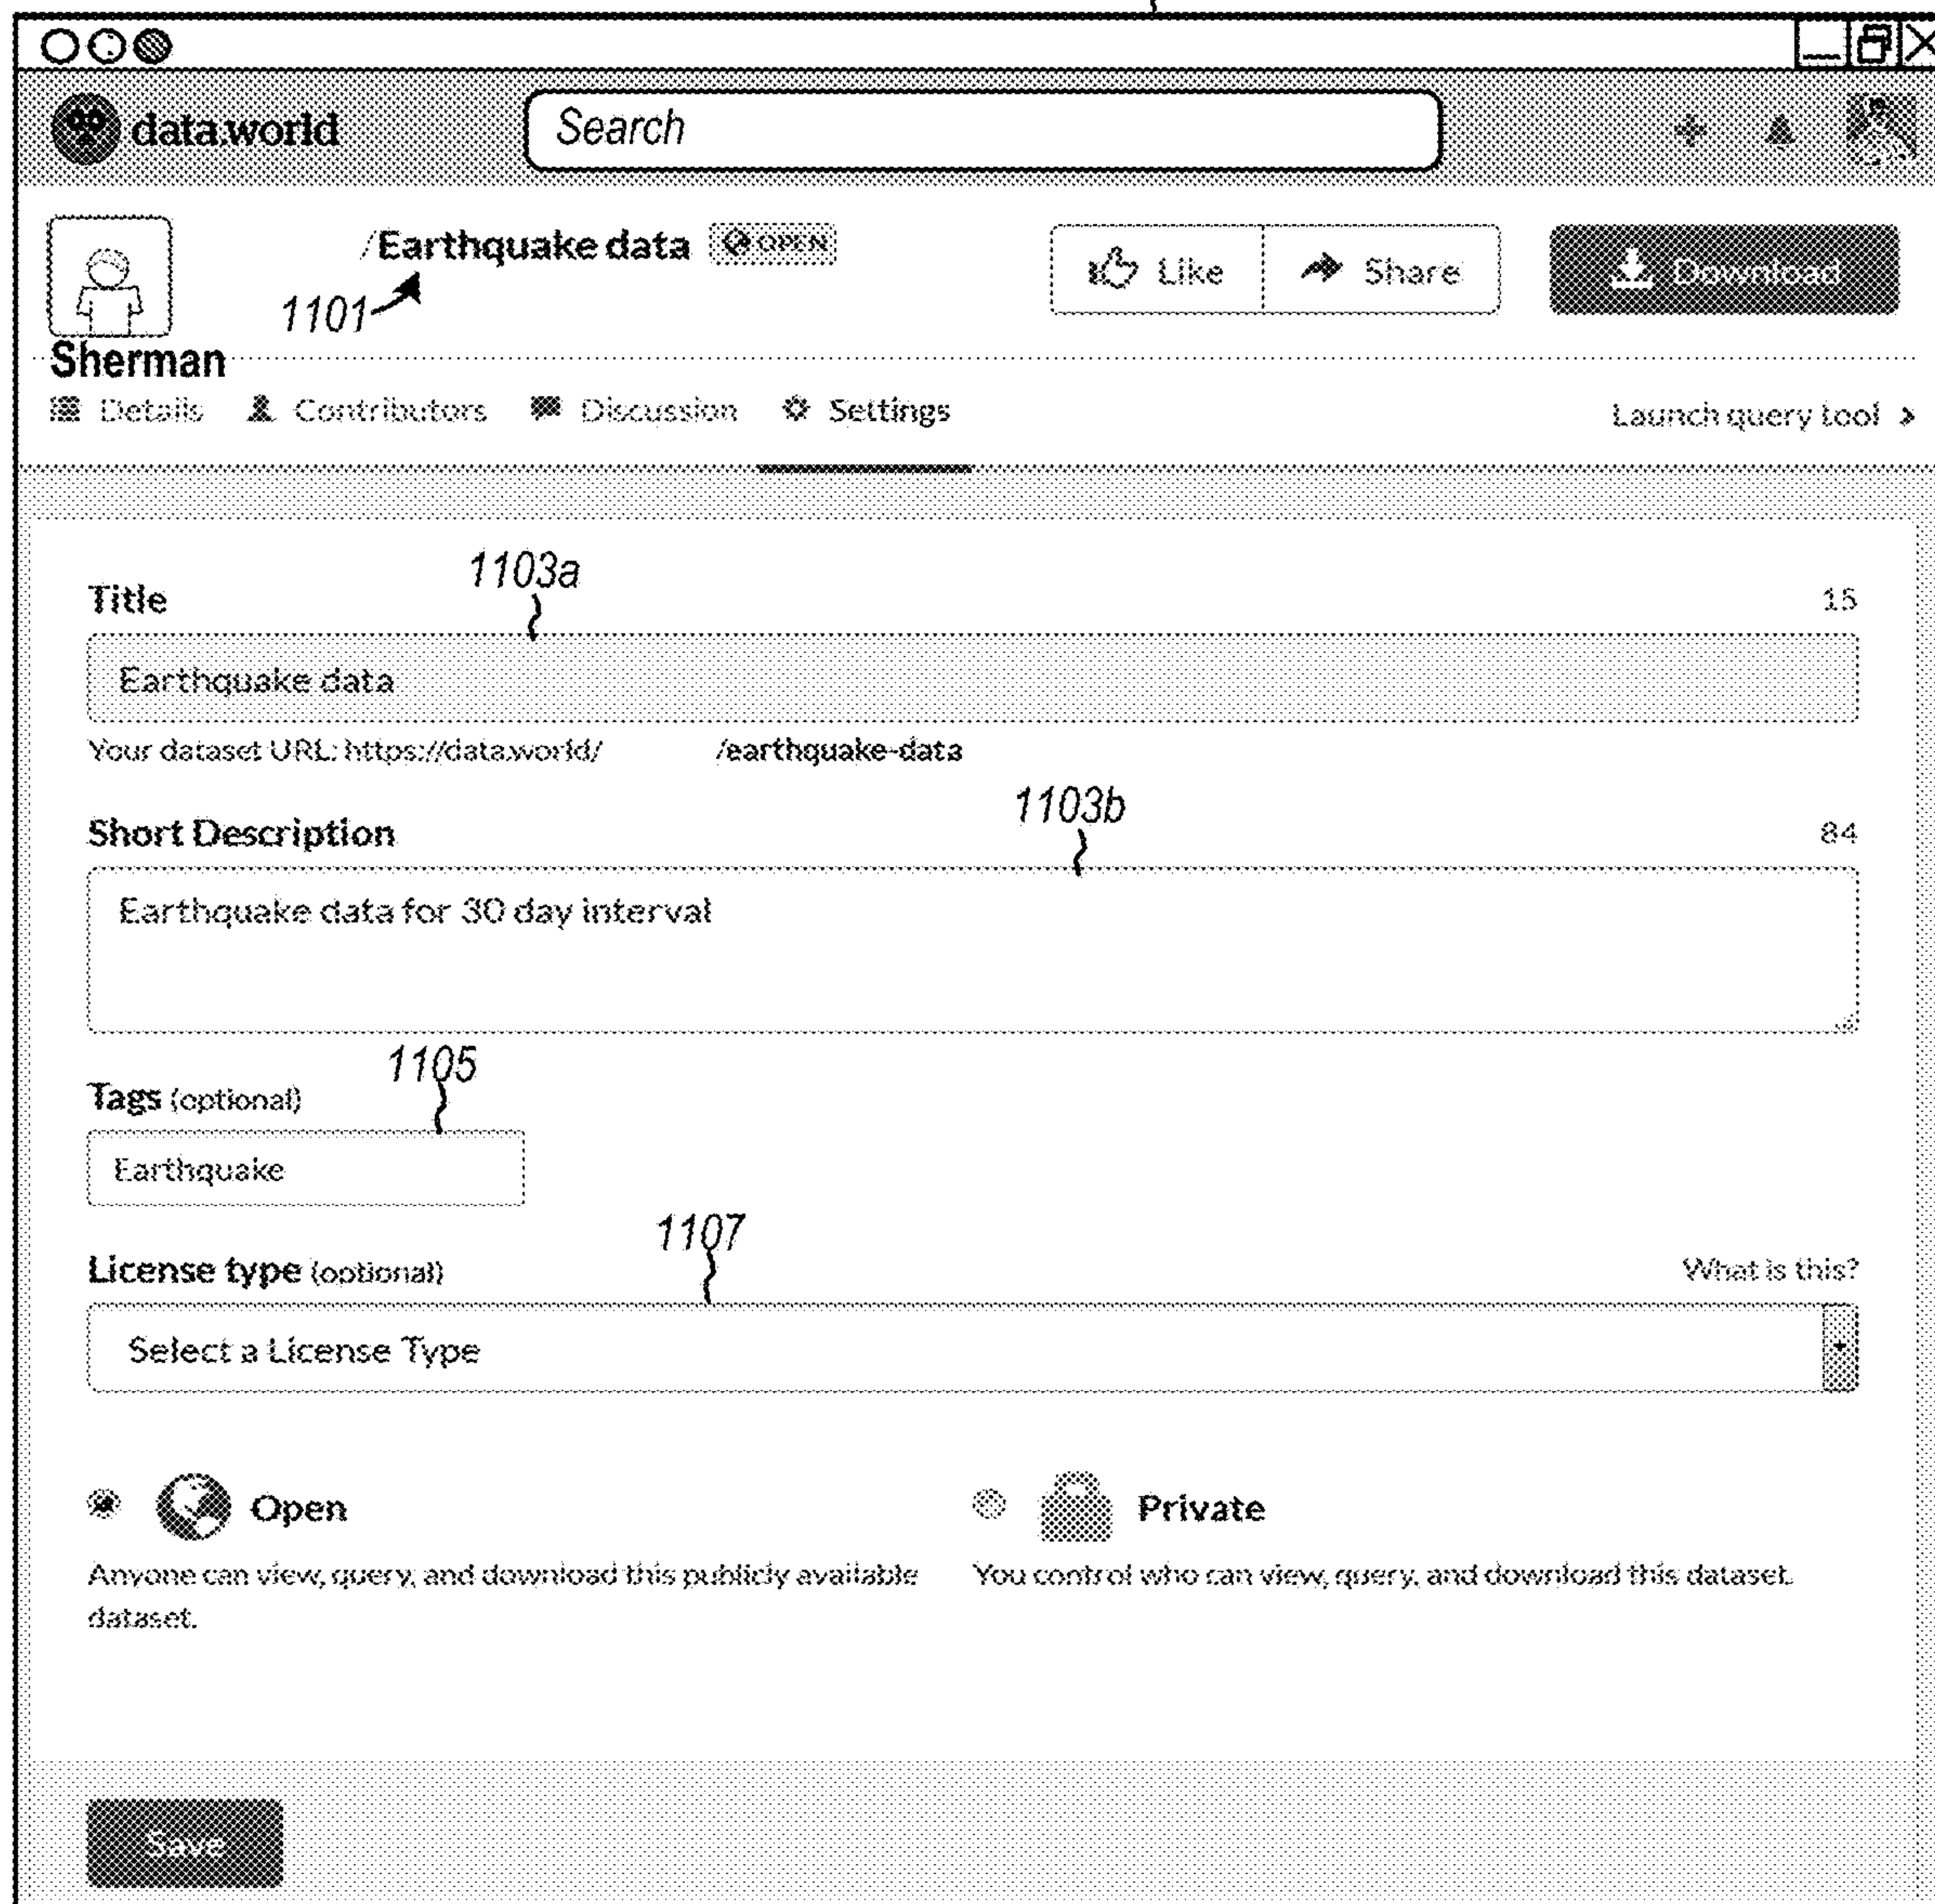 data.world Search
/Earthquake data OPEN Like Share Download
1101
Sherman
Details Contributors Discussion Settings Launch query tool >
1103a
Title 15
Earthquake data
Your dataset URL: https://data.world/ /earthquake-data
1103b
Short Description 84
Earthquake data for 30 day interval
1105
Tags (optional)
Earthquake
1107
License type (optional) What is this?
Select a License Type
Open Private
Anyone can view, query, and download this publicly available You control who can view, query, and download this dataset.
dataset.
Save